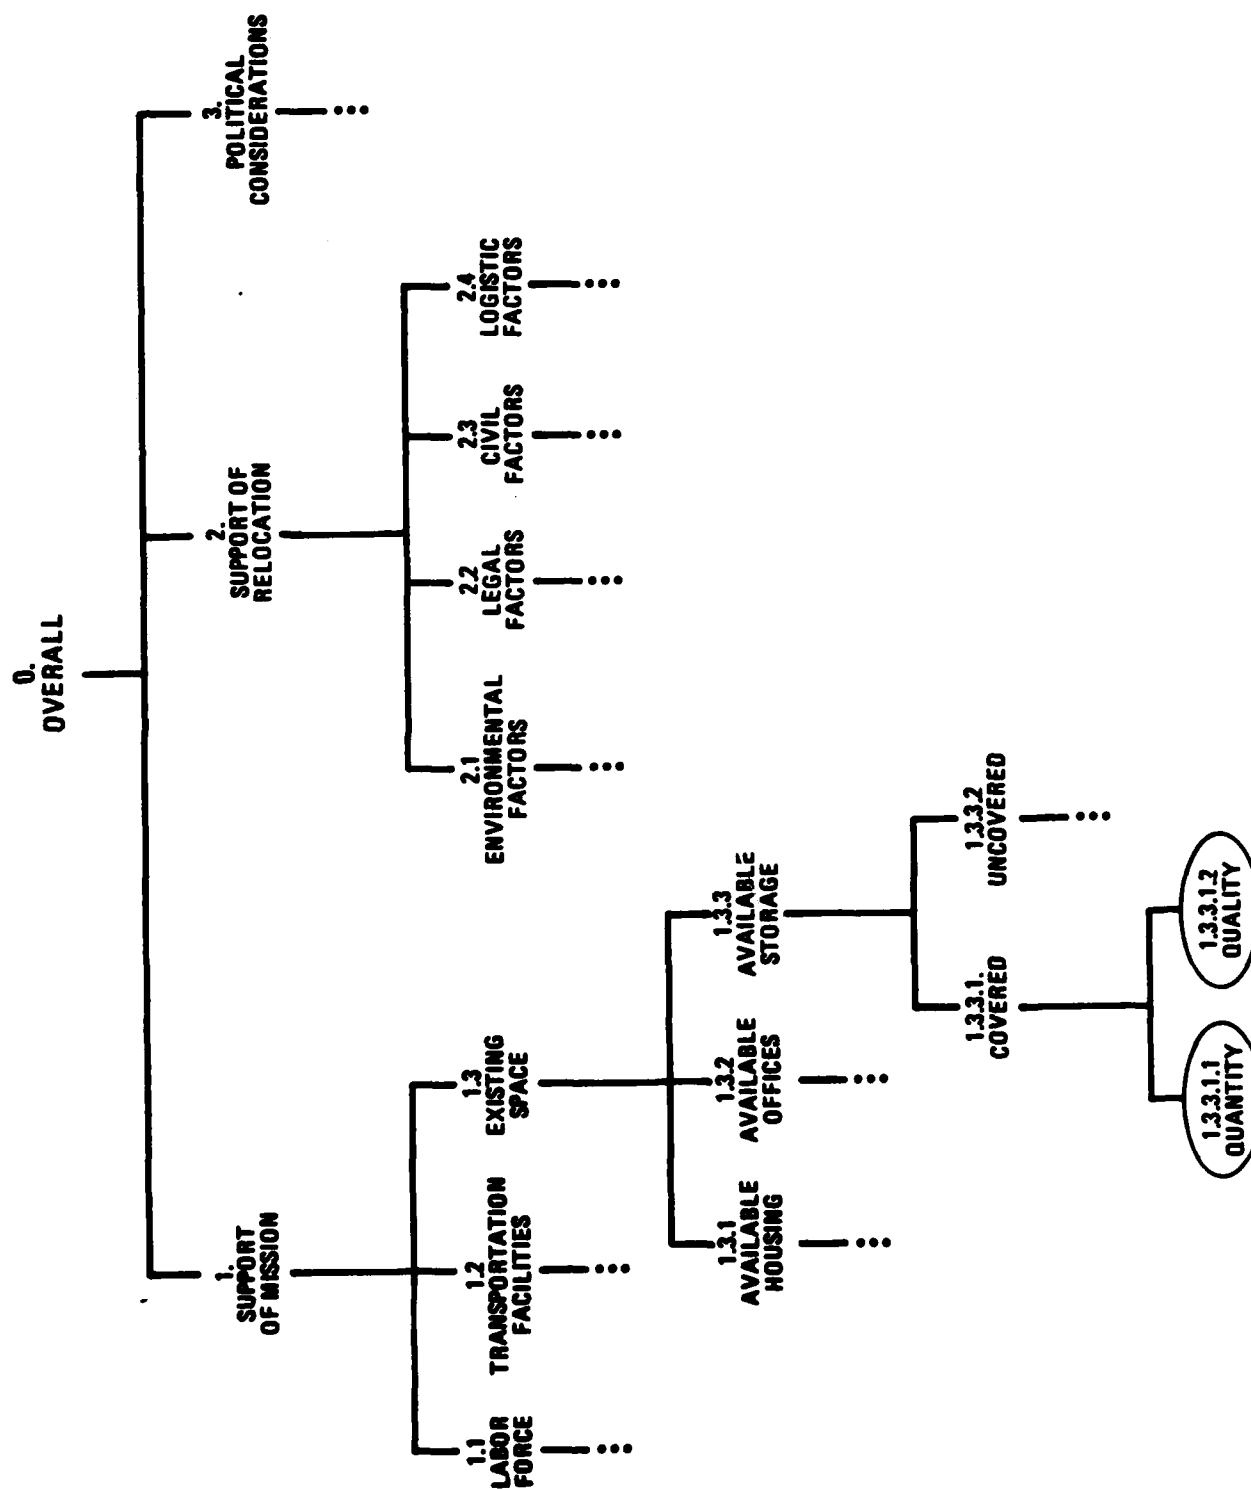 0.
OVERALL
1.
SUPPORT
OF MISSION
2.
SUPPORT OF
RELOCATION
3.
POLITICAL
CONSIDERATIONS
1.1
LABOR
FORCE
...
1.2
TRANSPORTATION
FACILITIES
...
1.3
EXISTING
SPACE
2.1
ENVIRONMENTAL
FACTORS
...
2.2
LEGAL
FACTORS
...
2.3
CIVIL
FACTORS
...
2.4
LOGISTIC
FACTORS
...
...
1.3.1
AVAILABLE
HOUSING
...
1.3.2
AVAILABLE
OFFICES
...
1.3.3
AVAILABLE
STORAGE
1.3.3.1.
COVERED
1.3.3.2
UNCOVERED
...
1.3.3.1.1
QUANTITY
1.3.3.1.2
QUALITY